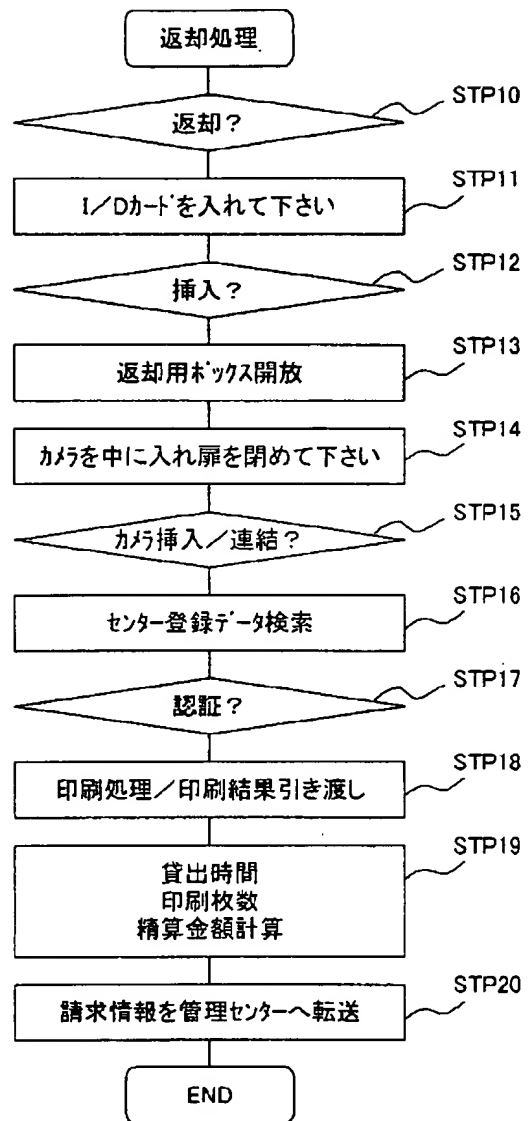 返却処理
STP10
返却？
STP11
I／Dｶｰﾄﾞを入れて下さい
STP12
挿入？
STP13
返却用ﾎﾞックス開放
STP14
ｶﾒﾗを中に入れ扉を閉めて下さい
STP15
ｶﾒﾗ挿入／連結？
STP16
ｾﾝﾀｰ登録ﾃﾞｰﾀ検索
STP17
認証？
STP18
印刷処理／印刷結果引き渡し
STP19
貸出時間
印刷枚数
精算金額計算
STP20
請求情報を管理ｾﾝﾀｰへ転送
END